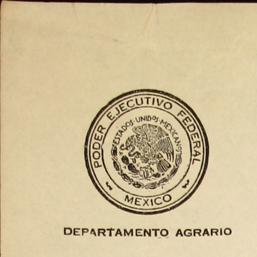 PODER EJECUTIVO FEDERAL
ESTADOS UNIDOS MEXICANOS
MEXICO
DEPARTAMENTO AGRARIO